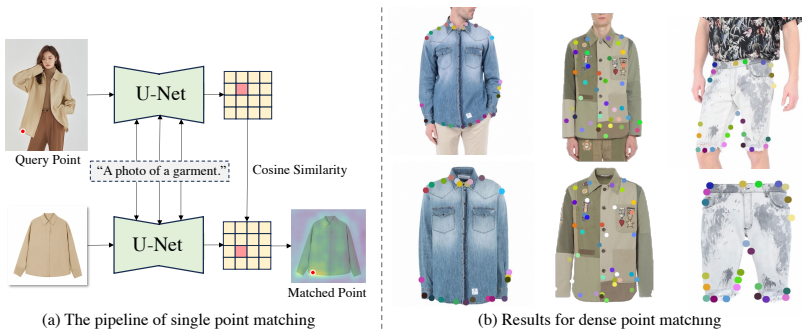 U-Net
Query Point
"A photo of a garment."
Cosine Similarity
U-Net
Matched Point
(a) The pipeline of single point matching
(b) Results for dense point matching